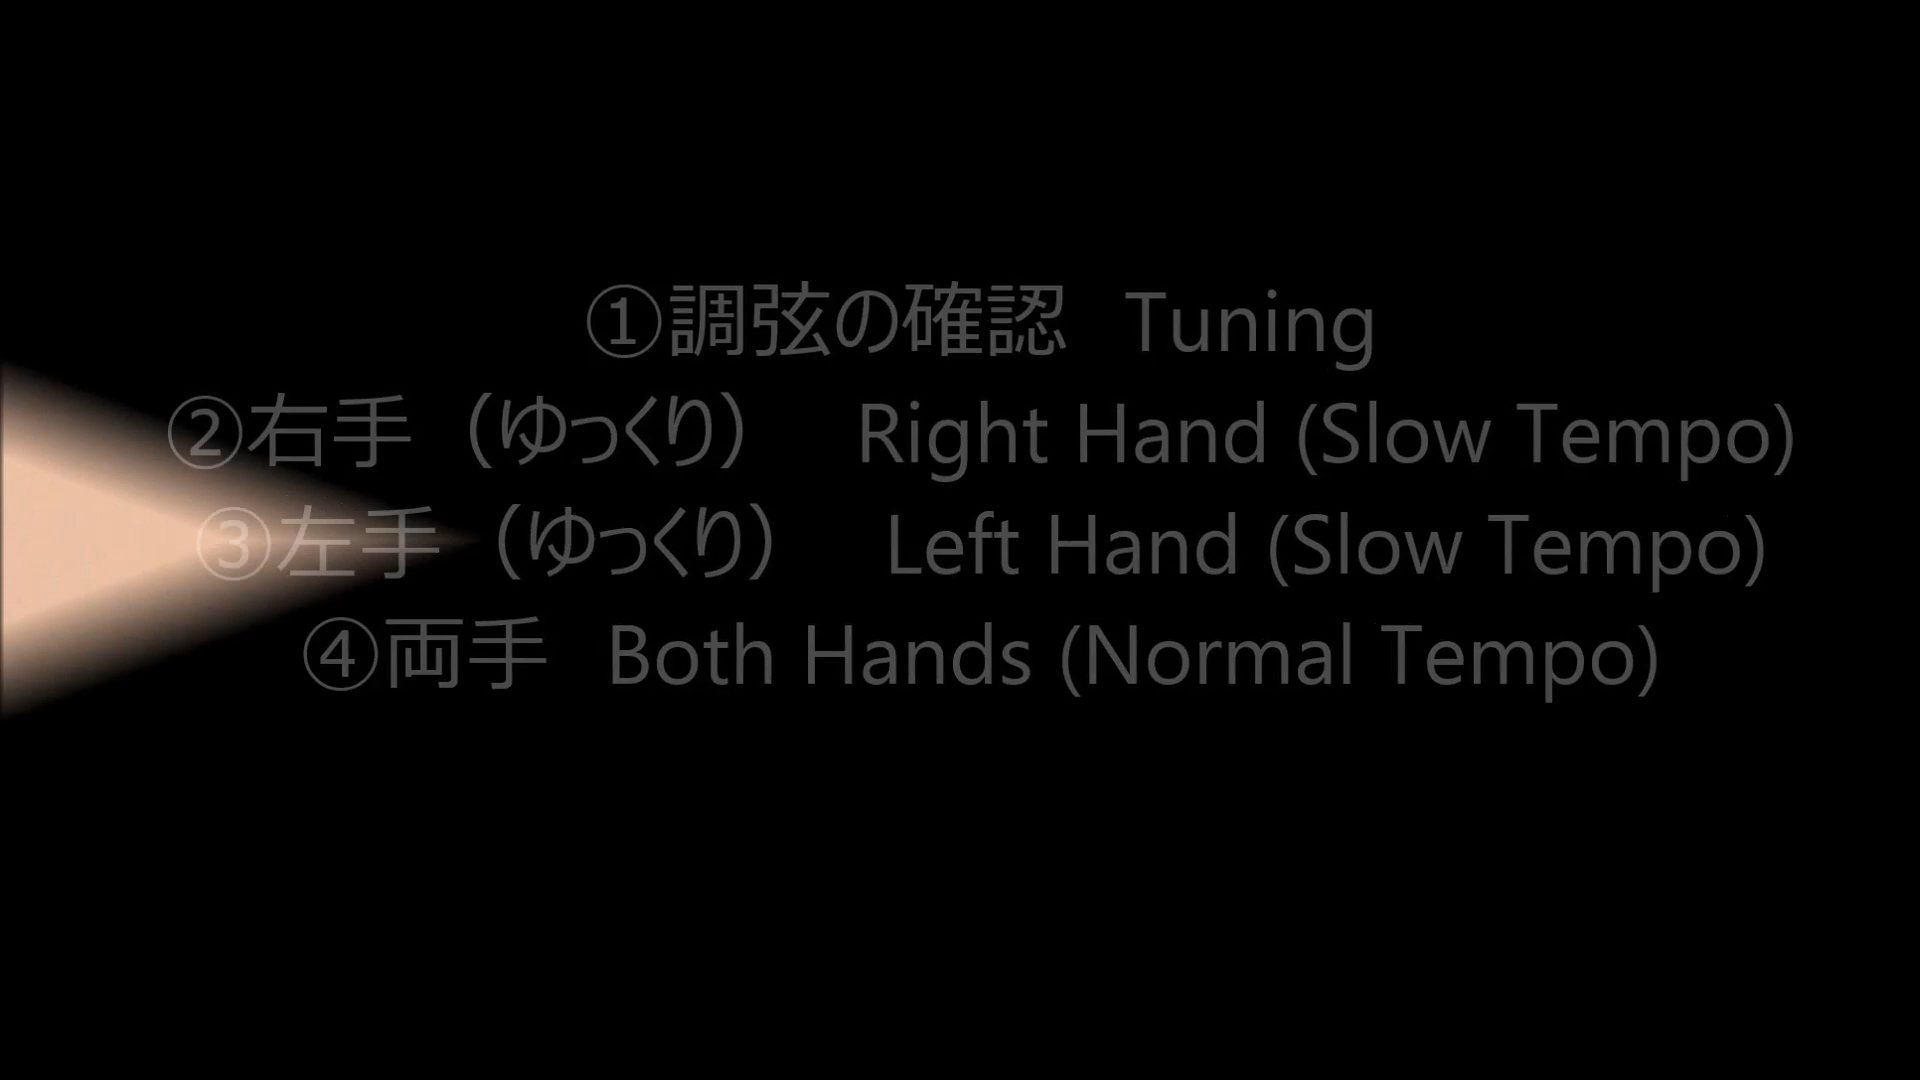 ①調弦の確認 Tuning
②右手（ゆっくり） Right Hand (Slow Tempo)
③左手（ゆっくり） Left Hand (Slow Tempo)
④両手 Both Hands (Normal Tempo)